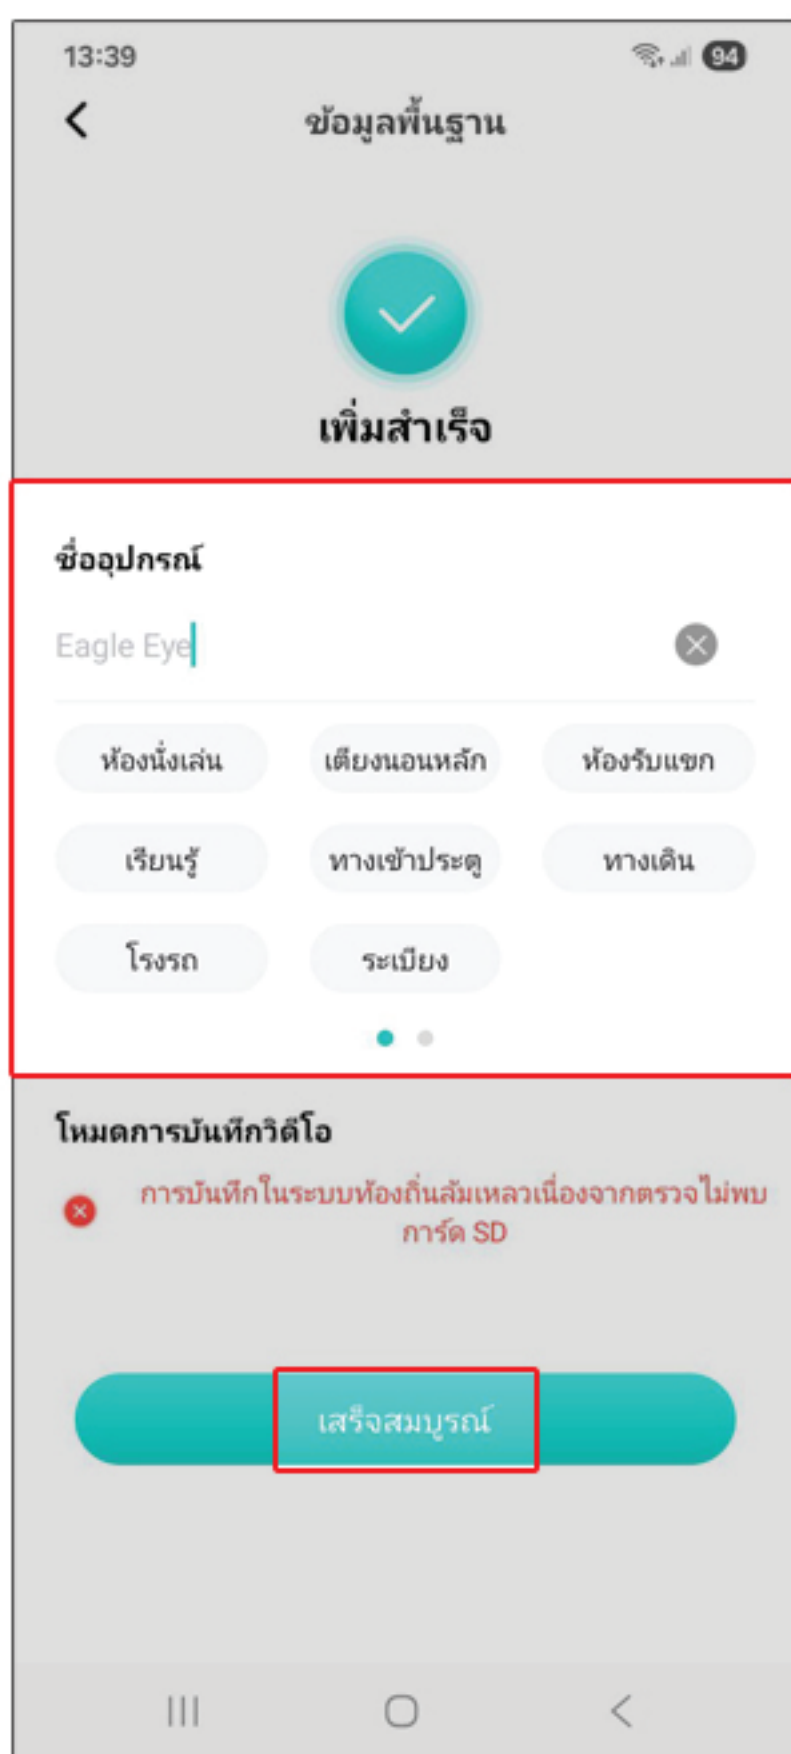 13:39
94
ข้อมูลพื้นฐาน
เพิ่มสำเร็จ
ชื่ออุปกรณ์
Eagle Eye
ห้องนั่งเล่น
เตียงนอนหลัก
ห้องรับแขก
เรียนรู้
ทางเข้าประตู
ทางเดิน
โรงรถ
ระเบียง
โหมดการบันทึกวิดีโอ
การบันทึกในระบบท้องถิ่นล้มเหลวเนื่องจากตรวจไม่พบ
การ์ด SD
เสร็จสมบูรณ์